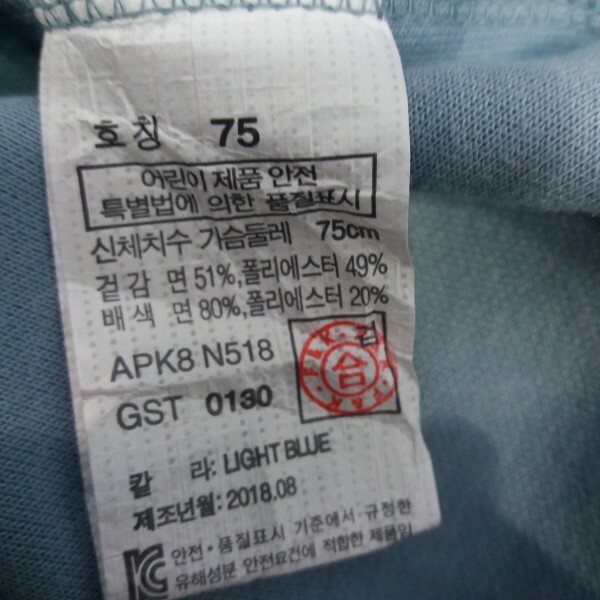 호칭 75
어린이 제품 안전
특별법에 의한 품질표시
신체치수 가슴둘레 75cm
겉감 면 51%,폴리에스터 49%
배색 면 80%,폴리에스터 20%
APK8 N518
검
合
GST 0130
칼 라: LIGHT BLUE
제조년월: 2018.08
안전·품질표시 기준에서 규정한
유해성분 안전요건에 적합한 제품임